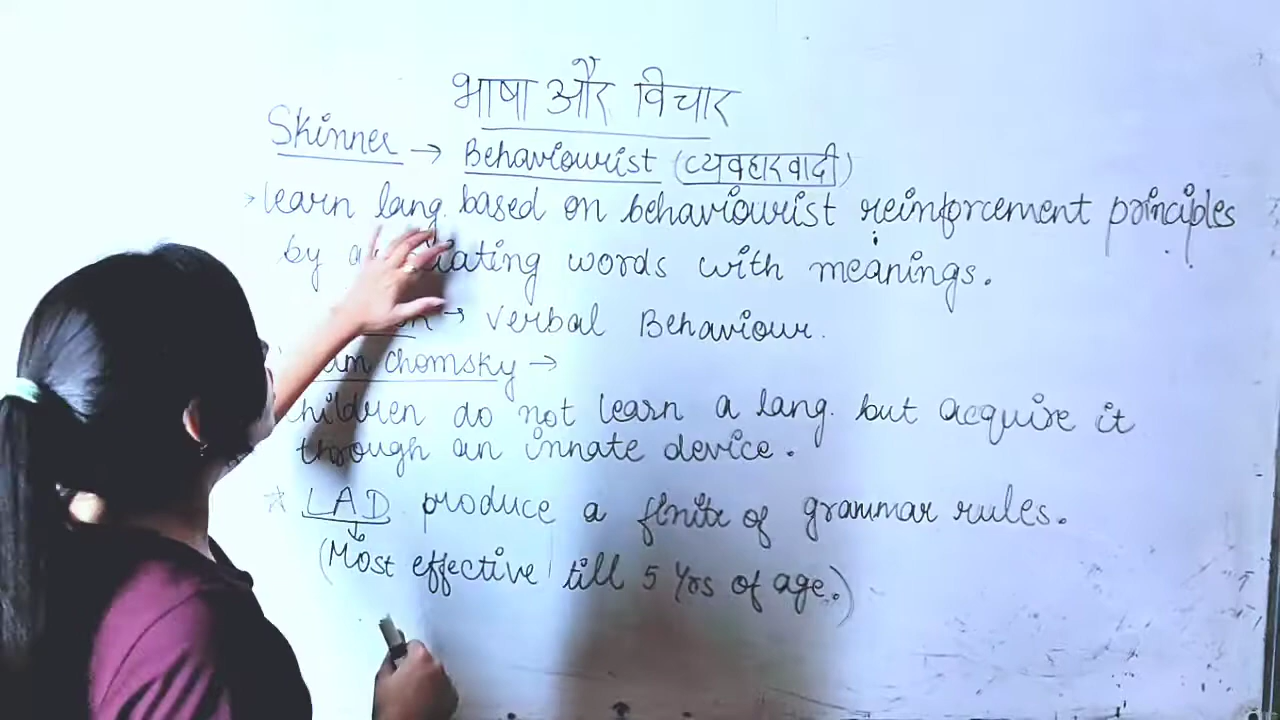 भाषा और विचार
Skinner → Behaviourist (व्यवहारवादी)
> learn lang. based on behaviourist reinforcement principles
by words with meanings.
→ verbal Behaviour.
Chomsky →
children do not learn a lang. but acquire it
through an innate device.
☆ LAD produce a finite of grammar rules.
(Most effective till 5 yrs of age.)